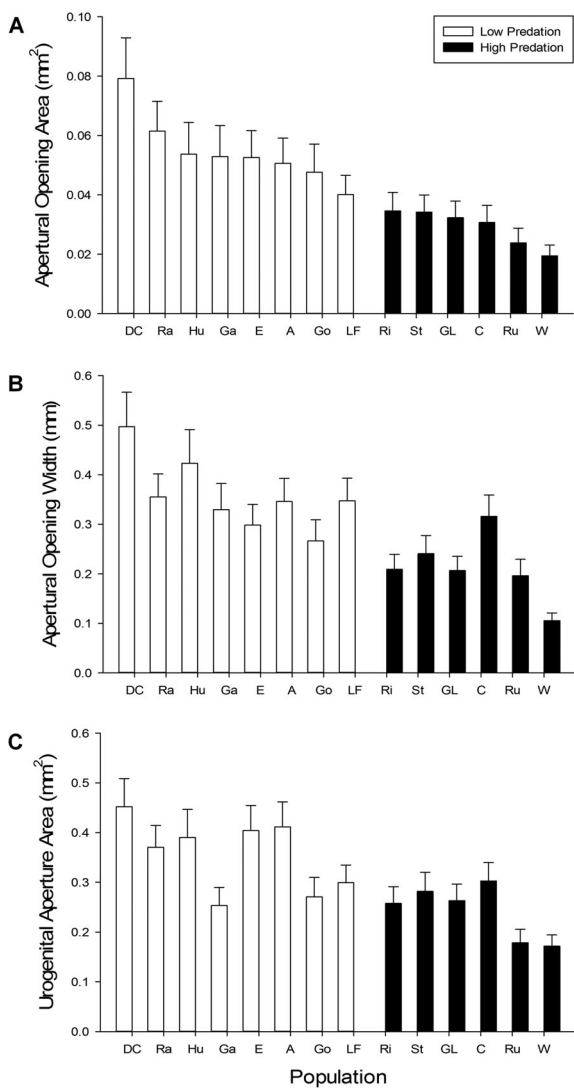 A
Apertural Opening Area (mm²)
0.10
0.08
0.06
0.04
0.02
0.00
Low Predation
High Predation
DC Ra Hu Ga E A Go LF Ri St GL C Ru W
B
Apertural Opening Width (mm)
0.6
0.5
0.4
0.3
0.2
0.1
0.0
DC Ra Hu Ga E A Go LF Ri St GL C Ru W
C
Urogenital Aperture Area (mm²)
0.6
0.5
0.4
0.3
0.2
0.1
0.0
DC Ra Hu Ga E A Go LF Ri St GL C Ru W
Population